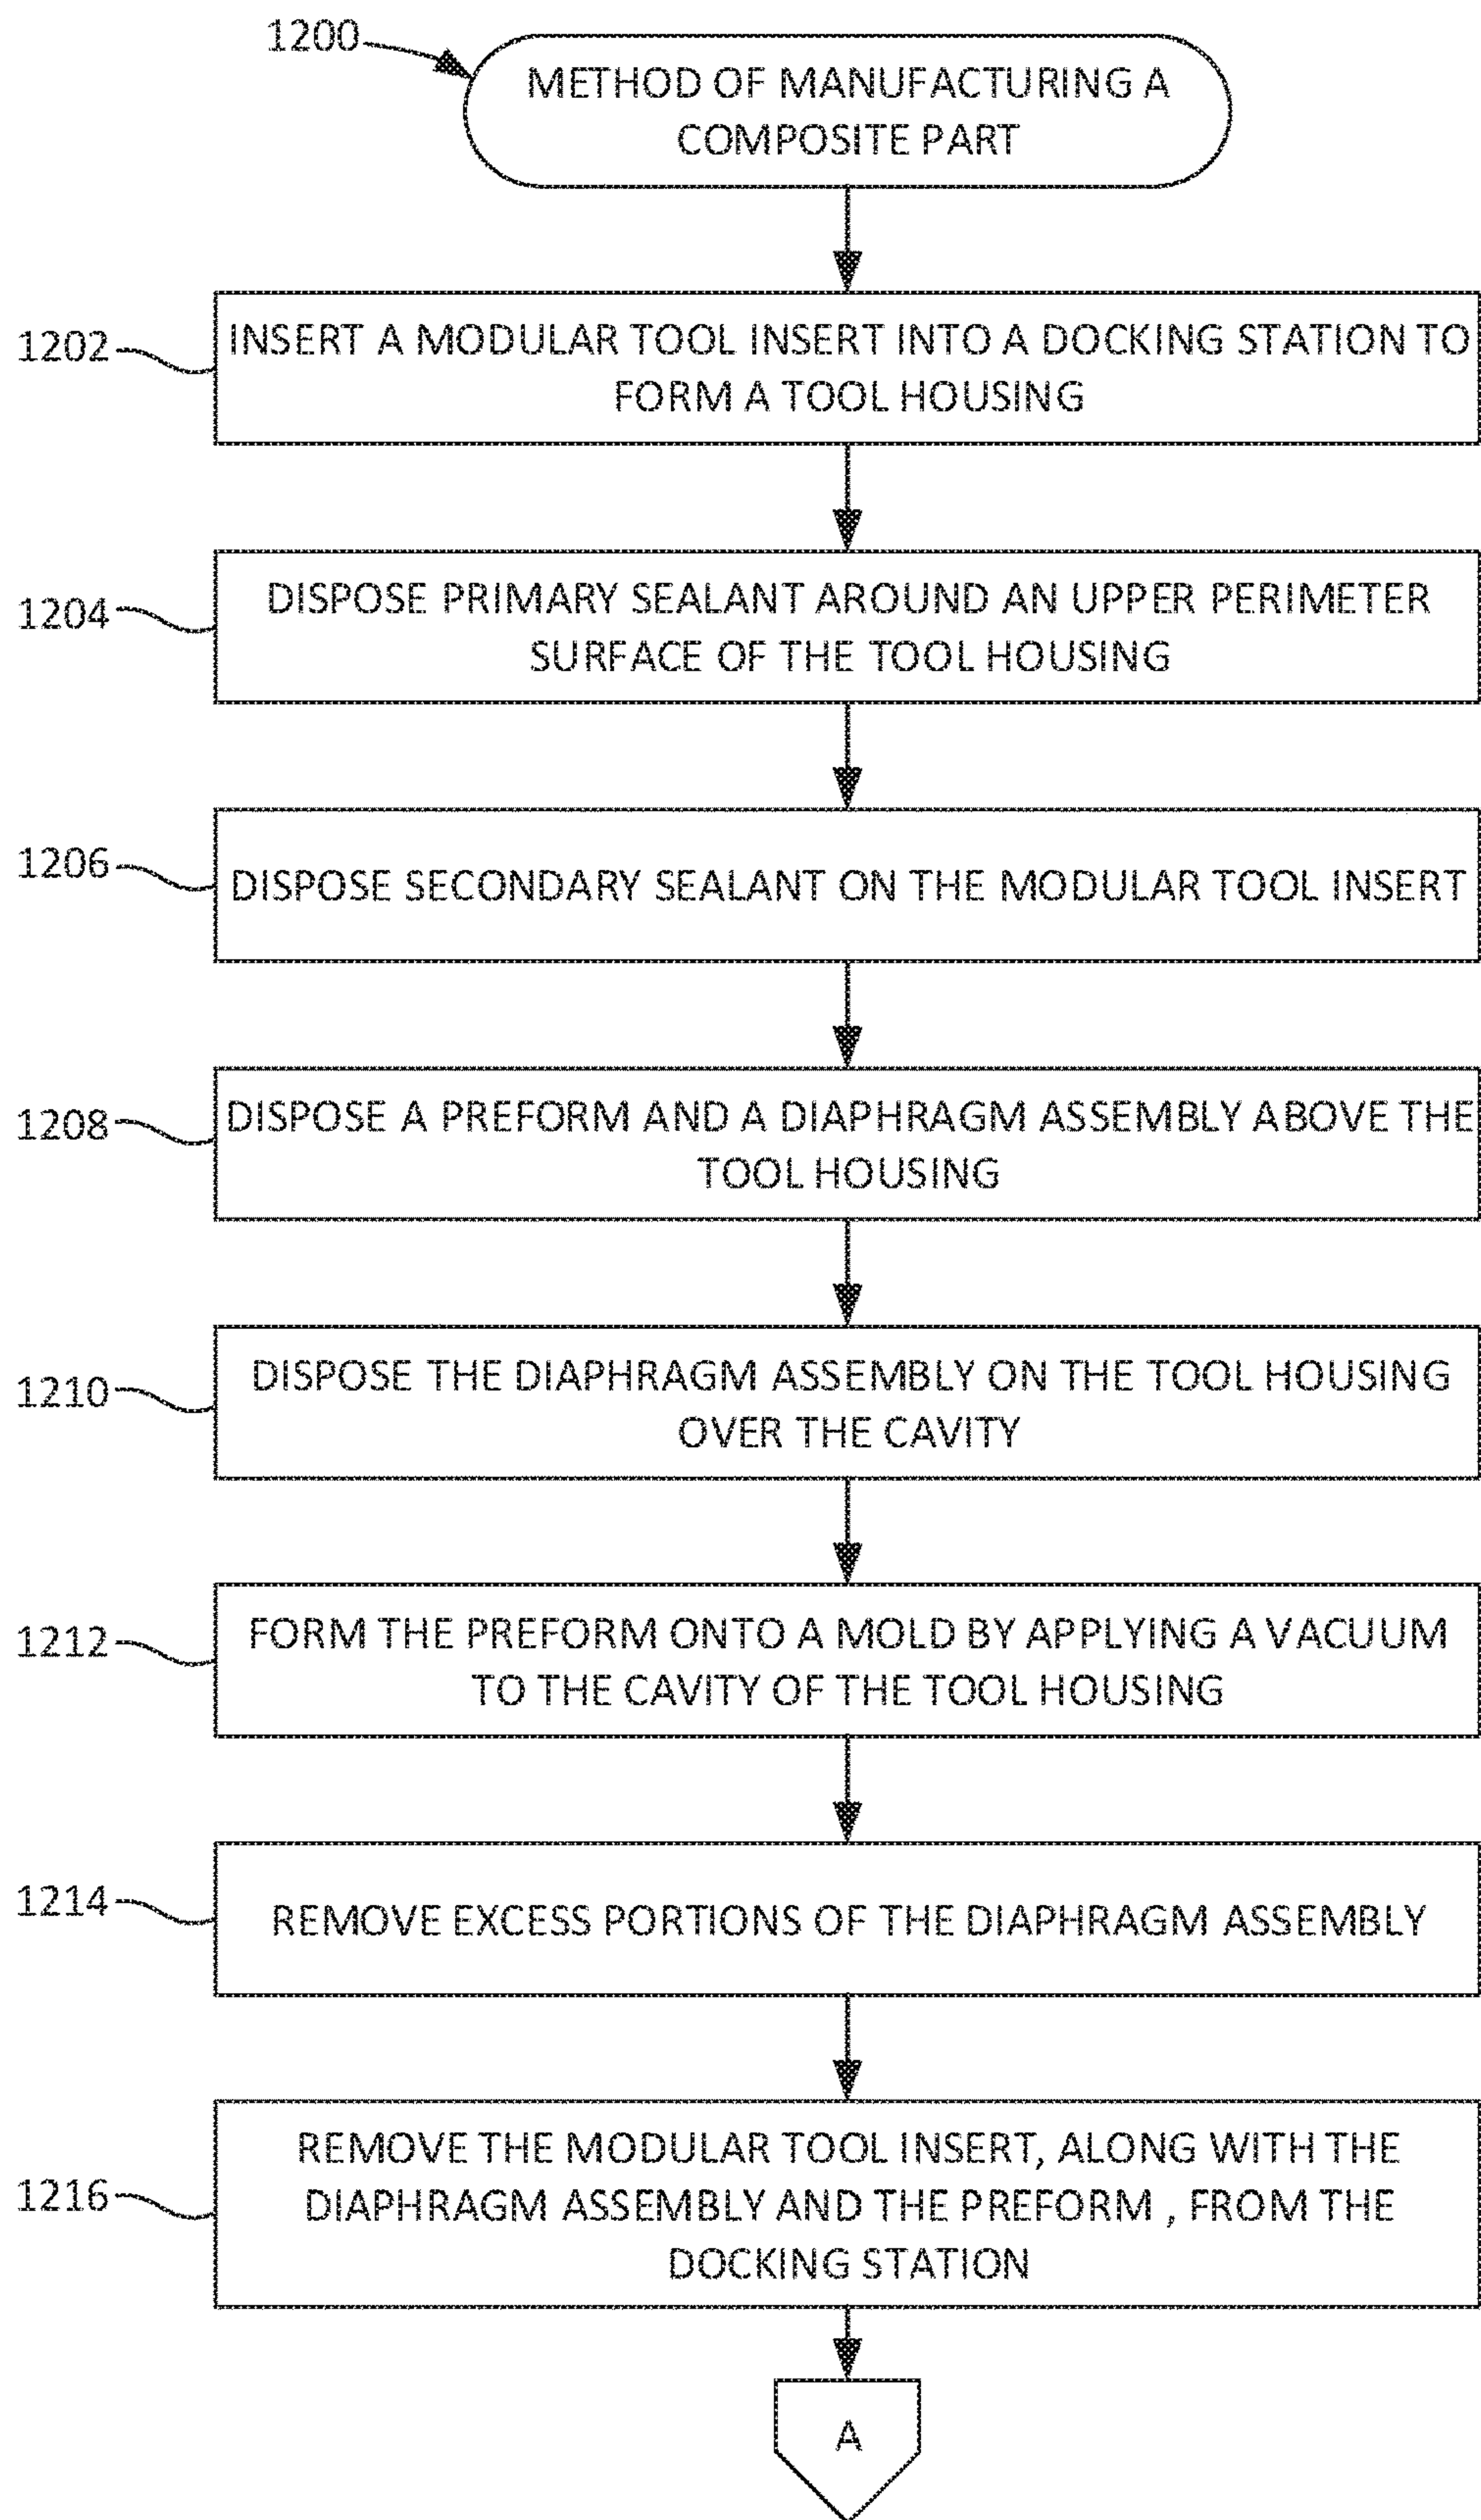 1200
METHOD OF MANUFACTURING A
COMPOSITE PART
1202
INSERT A MODULAR TOOL INSERT INTO A DOCKING STATION TO
FORM A TOOL HOUSING
1204
DISPOSE PRIMARY SEALANT AROUND AN UPPER PERIMETER
SURFACE OF THE TOOL HOUSING
1206
DISPOSE SECONDARY SEALANT ON THE MODULAR TOOL INSERT
1208
DISPOSE A PREFORM AND A DIAPHRAGM ASSEMBLY ABOVE THE
TOOL HOUSING
1210
DISPOSE THE DIAPHRAGM ASSEMBLY ON THE TOOL HOUSING
OVER THE CAVITY
1212
FORM THE PREFORM ONTO A MOLD BY APPLYING A VACUUM
TO THE CAVITY OF THE TOOL HOUSING
1214
REMOVE EXCESS PORTIONS OF THE DIAPHRAGM ASSEMBLY
1216
REMOVE THE MODULAR TOOL INSERT, ALONG WITH THE
DIAPHRAGM ASSEMBLY AND THE PREFORM , FROM THE
DOCKING STATION
A